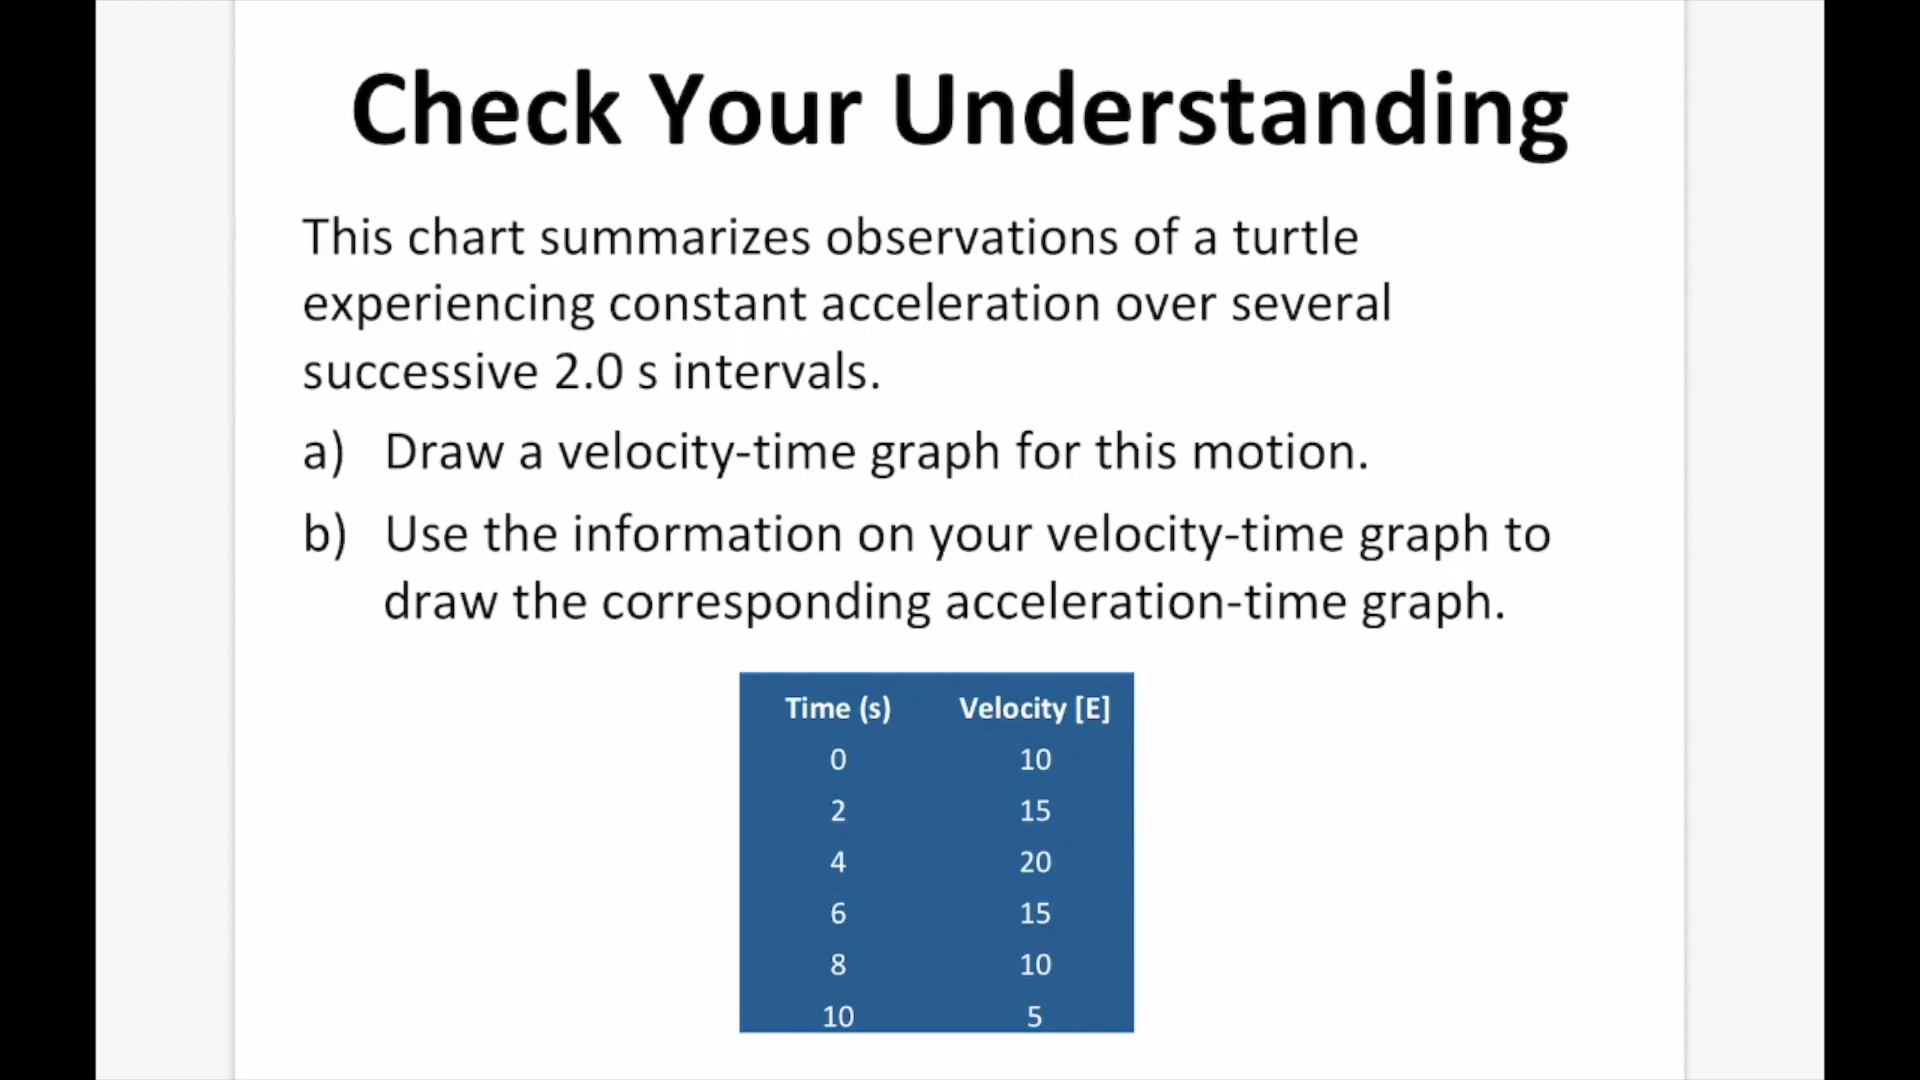 Check Your Understanding
This chart summarizes observations of a turtle
experiencing constant acceleration over several
successive 2.0 s intervals.
a) Draw a velocity-time graph for this motion.
b) Use the information on your velocity-time graph to
draw the corresponding acceleration-time graph.
Time (s) Velocity [E]
0 10
2 15
4 20
6 15
8 10
10 5